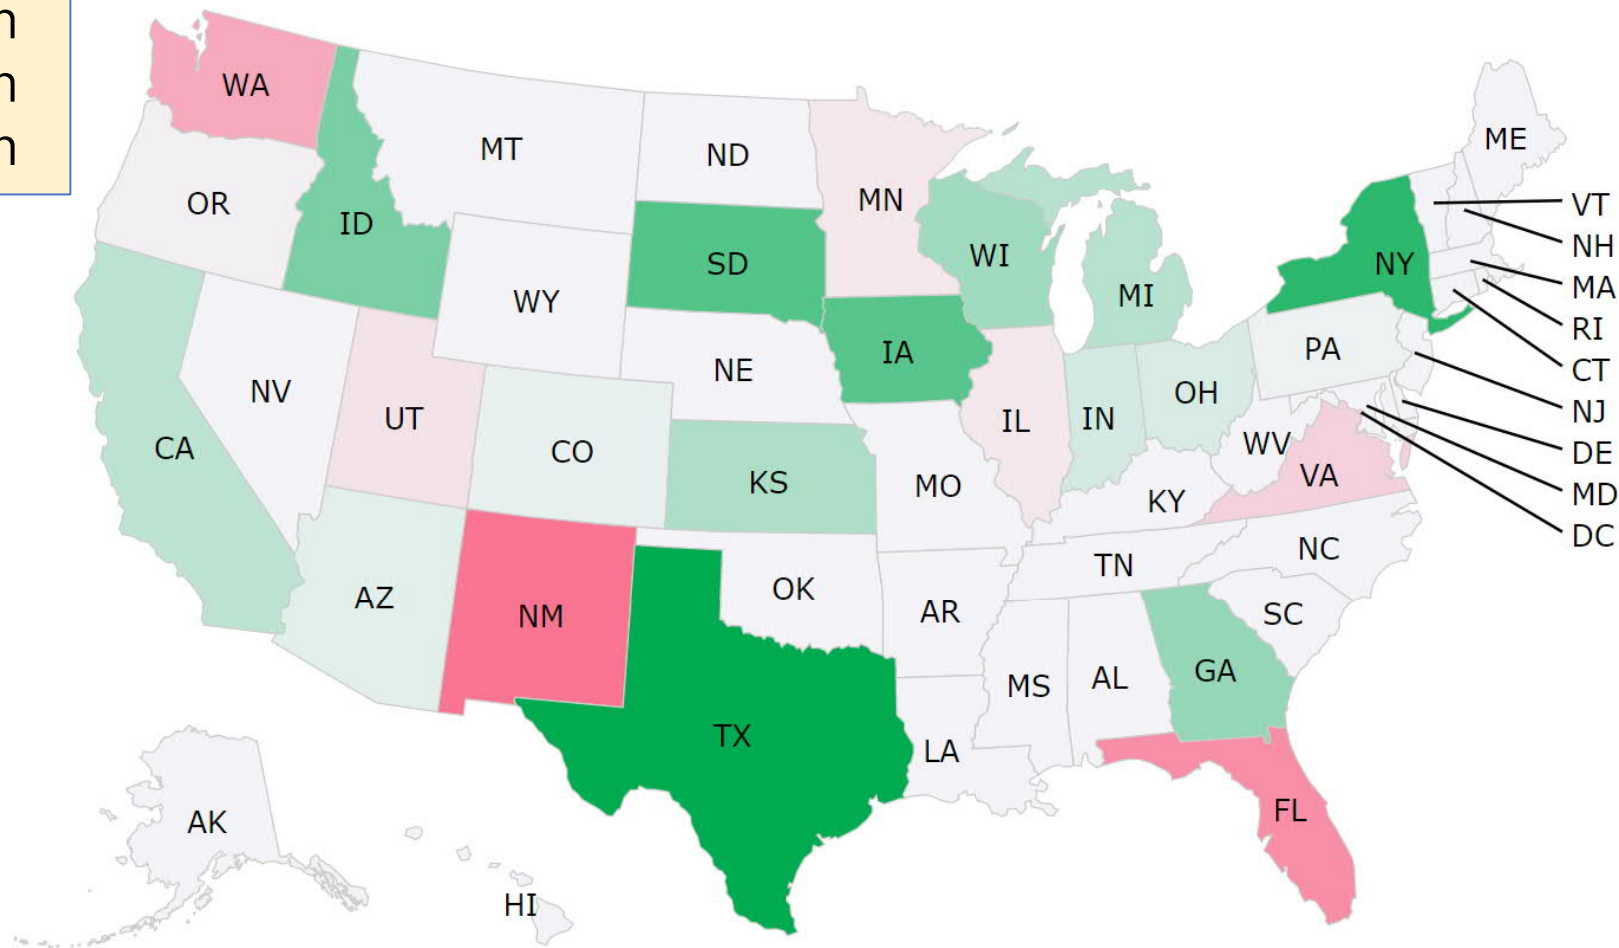 n
n
n
WA
MT
ND
MN
ME
OR
ID
SD
WI
MI
NY
VT
NH
MA
RI
CT
NJ
DE
MD
DC
WY
IA
NE
PA
NV
UT
CO
IL
IN
OH
CA
KS
MO
WV
VA
KY
AZ
NM
OK
AR
TN
NC
SC
TX
LA
MS
AL
GA
AK
HI
FL